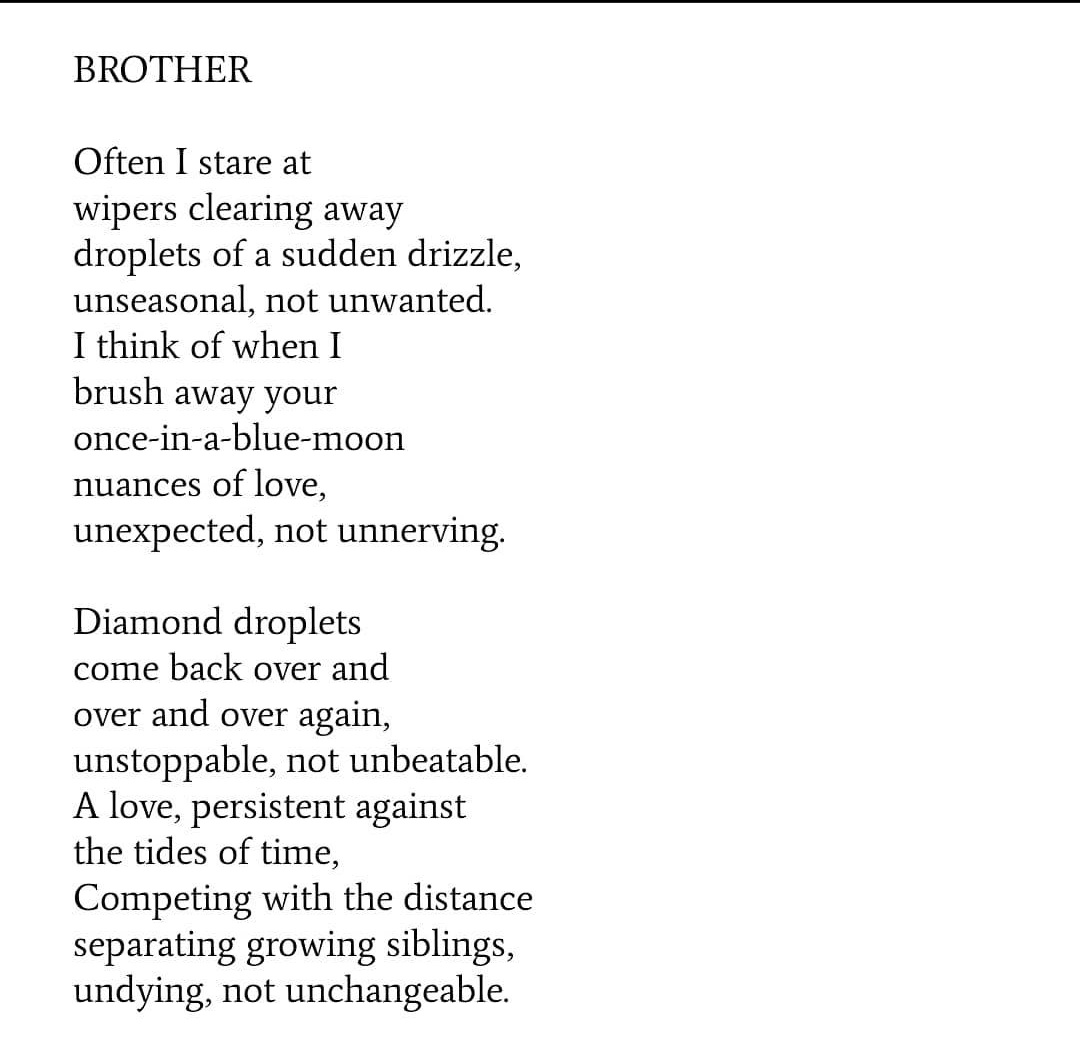 BROTHER
Often I stare at
wipers clearing away
droplets of a sudden drizzle,
unseasonal, not unwanted.
I think of when I
brush away your
once-in-a-blue-moon
nuances of love,
unexpected, not unnerving.
Diamond droplets
come back over and
over and over again,
unstoppable, not unbeatable.
A love, persistent against
the tides of time,
Competing with the distance
separating growing siblings,
undying, not unchangeable.